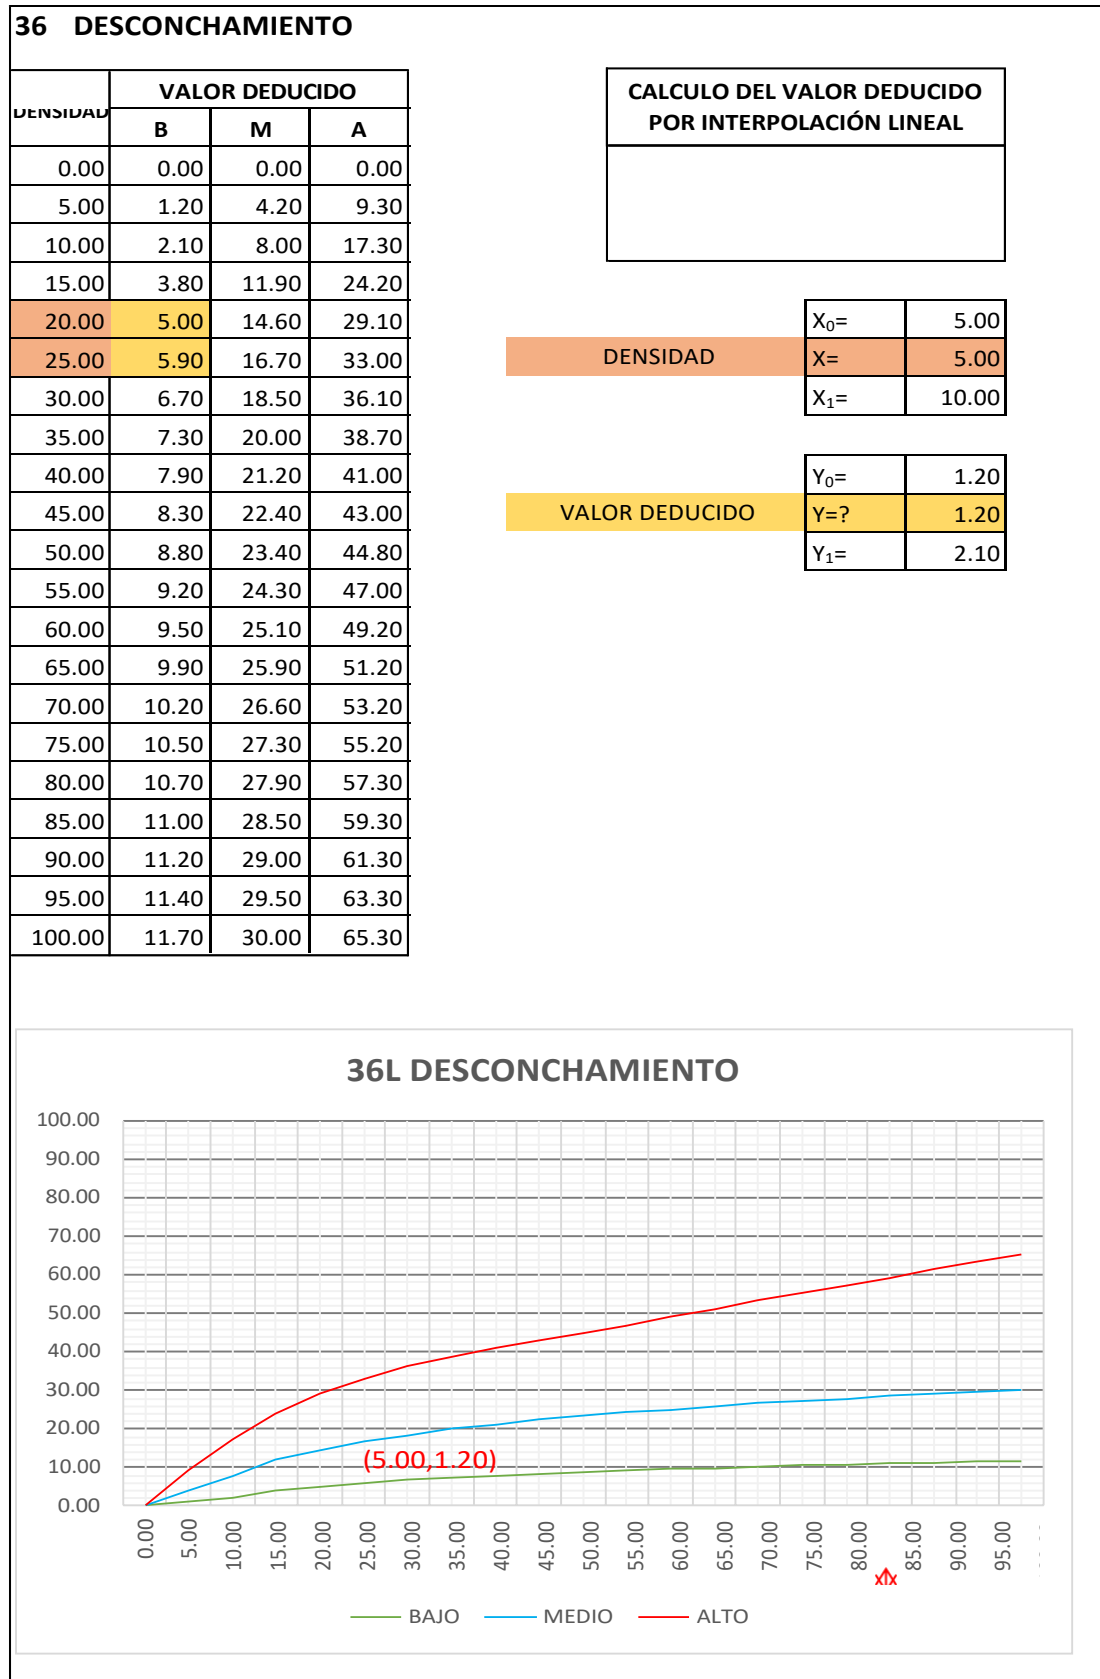 36 DESCONCHAMIENTO
DENSIDAD VALOR DEDUCIDO
B M A
0.00 0.00 0.00 0.00
5.00 1.20 4.20 9.30
10.00 2.10 8.00 17.30
15.00 3.80 11.90 24.20
20.00 5.00 14.60 29.10
25.00 5.90 16.70 33.00
30.00 6.70 18.50 36.10
35.00 7.30 20.00 38.70
40.00 7.90 21.20 41.00
45.00 8.30 22.40 43.00
50.00 8.80 23.40 44.80
55.00 9.20 24.30 47.00
60.00 9.50 25.10 49.20
65.00 9.90 25.90 51.20
70.00 10.20 26.60 53.20
75.00 10.50 27.30 55.20
80.00 10.70 27.90 57.30
85.00 11.00 28.50 59.30
90.00 11.20 29.00 61.30
95.00 11.40 29.50 63.30
100.00 11.70 30.00 65.30
CALCULO DEL VALOR DEDUCIDO
POR INTERPOLACIÓN LINEAL
X₀= 5.00
DENSIDAD X= 5.00
X₁= 10.00
Y₀= 1.20
VALOR DEDUCIDO Y=? 1.20
Y₁= 2.10
36L DESCONCHAMIENTO
100.00
90.00
80.00
70.00
60.00
50.00
40.00
30.00
20.00
10.00
0.00
(5.00,1.20)
0.00 5.00 10.00 15.00 20.00 25.00 30.00 35.00 40.00 45.00 50.00 55.00 60.00 65.00 70.00 75.00 80.00 85.00 90.00 95.00
BAJO MEDIO ALTO